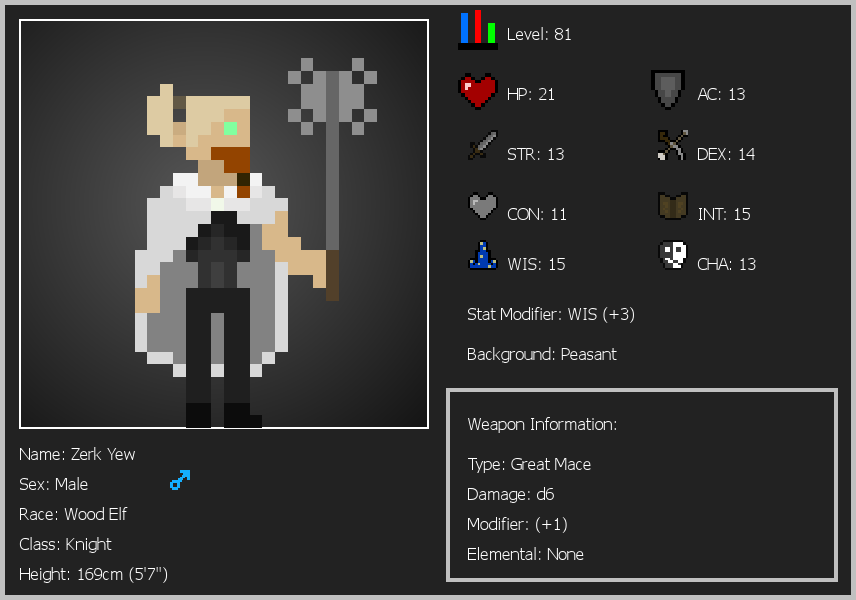 Level: 81
HP: 21
AC: 13
STR: 13
DEX: 14
CON: 11
INT: 15
WIS: 15
CHA: 13
Stat Modifier: WIS (+3)
Background: Peasant
Weapon Information:
Type: Great Mace
Damage: d6
Modifier: (+1)
Elemental: None
Name: Zerk Yew
Sex: Male
Race: Wood Elf
Class: Knight
Height: 169cm (5'7")